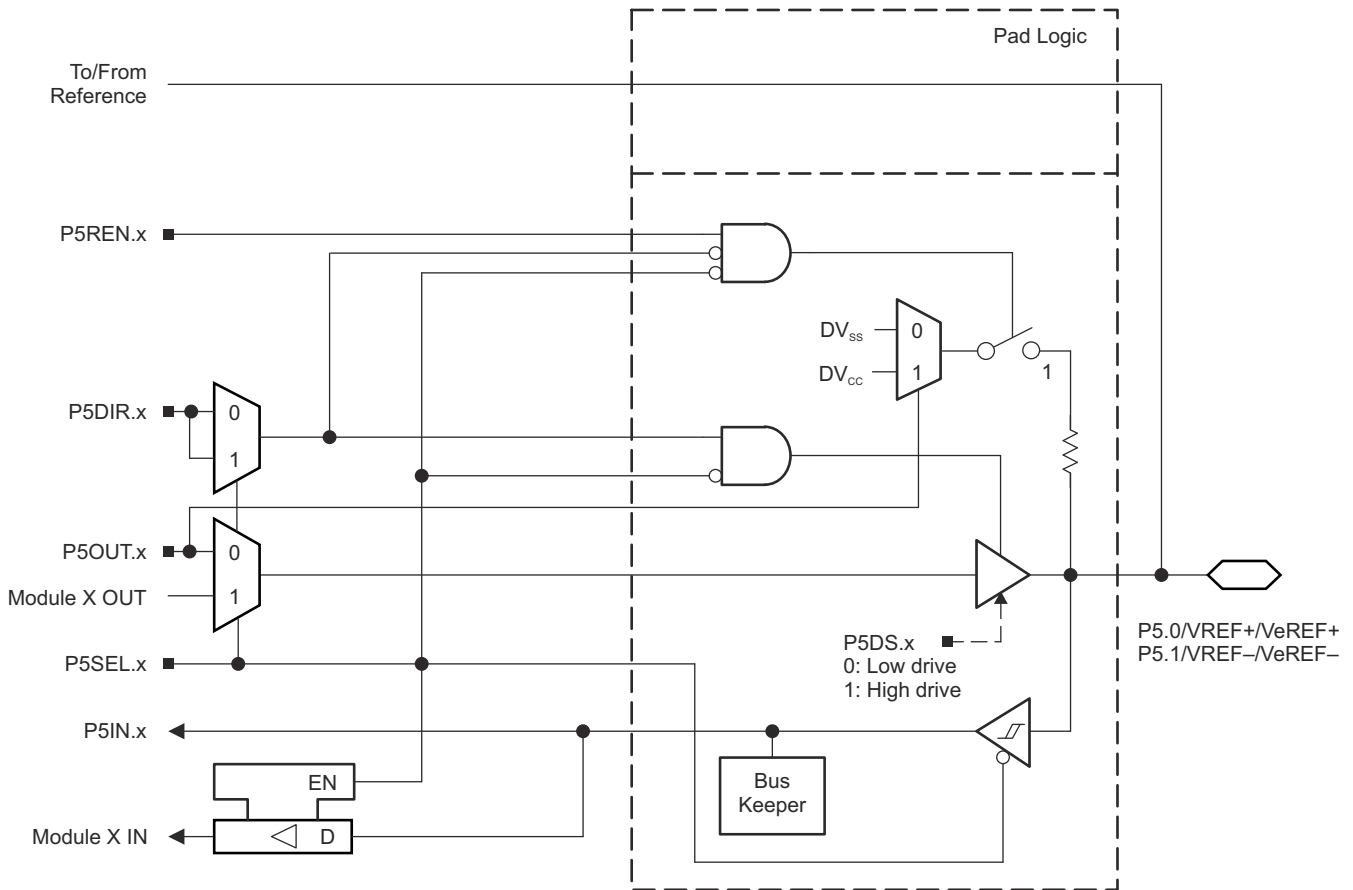 Pad Logic
To/From
Reference
P5REN.x
DVSS
0
DVCC
1
1
P5DIR.x
0
1
P5OUT.x
0
Module X OUT
1
P5DS.x
0: Low drive
1: High drive
P5.0/VREF+/VeREF+
P5.1/VREF–/VeREF–
P5SEL.x
P5IN.x
Bus
Keeper
EN
Module X IN
D